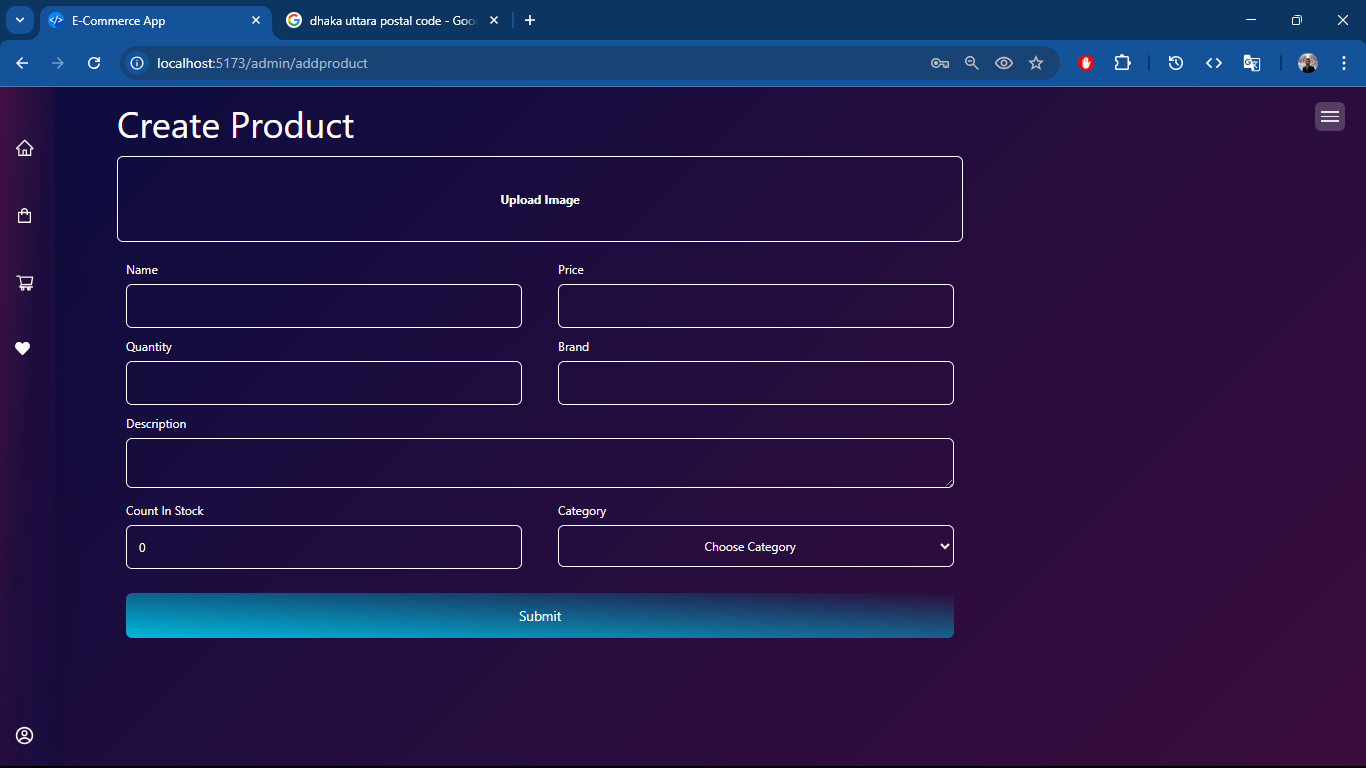 E-Commerce App
dhaka uttara postal code - Goo
localhost:5173/admin/addproduct
Create Product
Upload Image
Name
Price
Quantity
Brand
Description
Count In Stock
Category
0
Choose Category
Submit